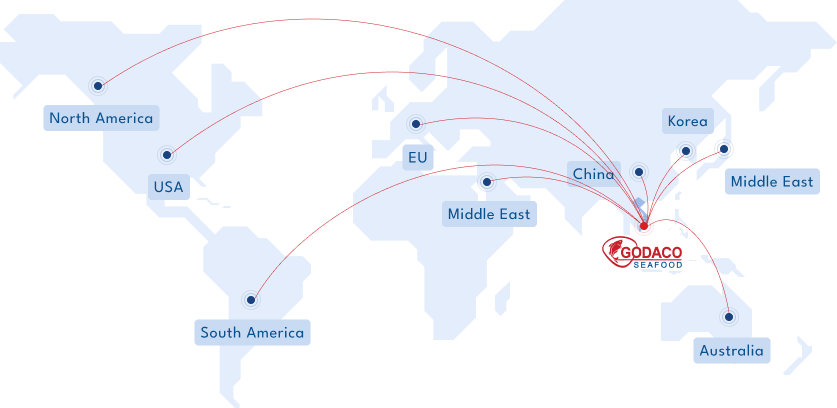 North America
Korea
EU
China
Middle East
USA
Middle East
GODACO
SEAFOOD
South America
Australia